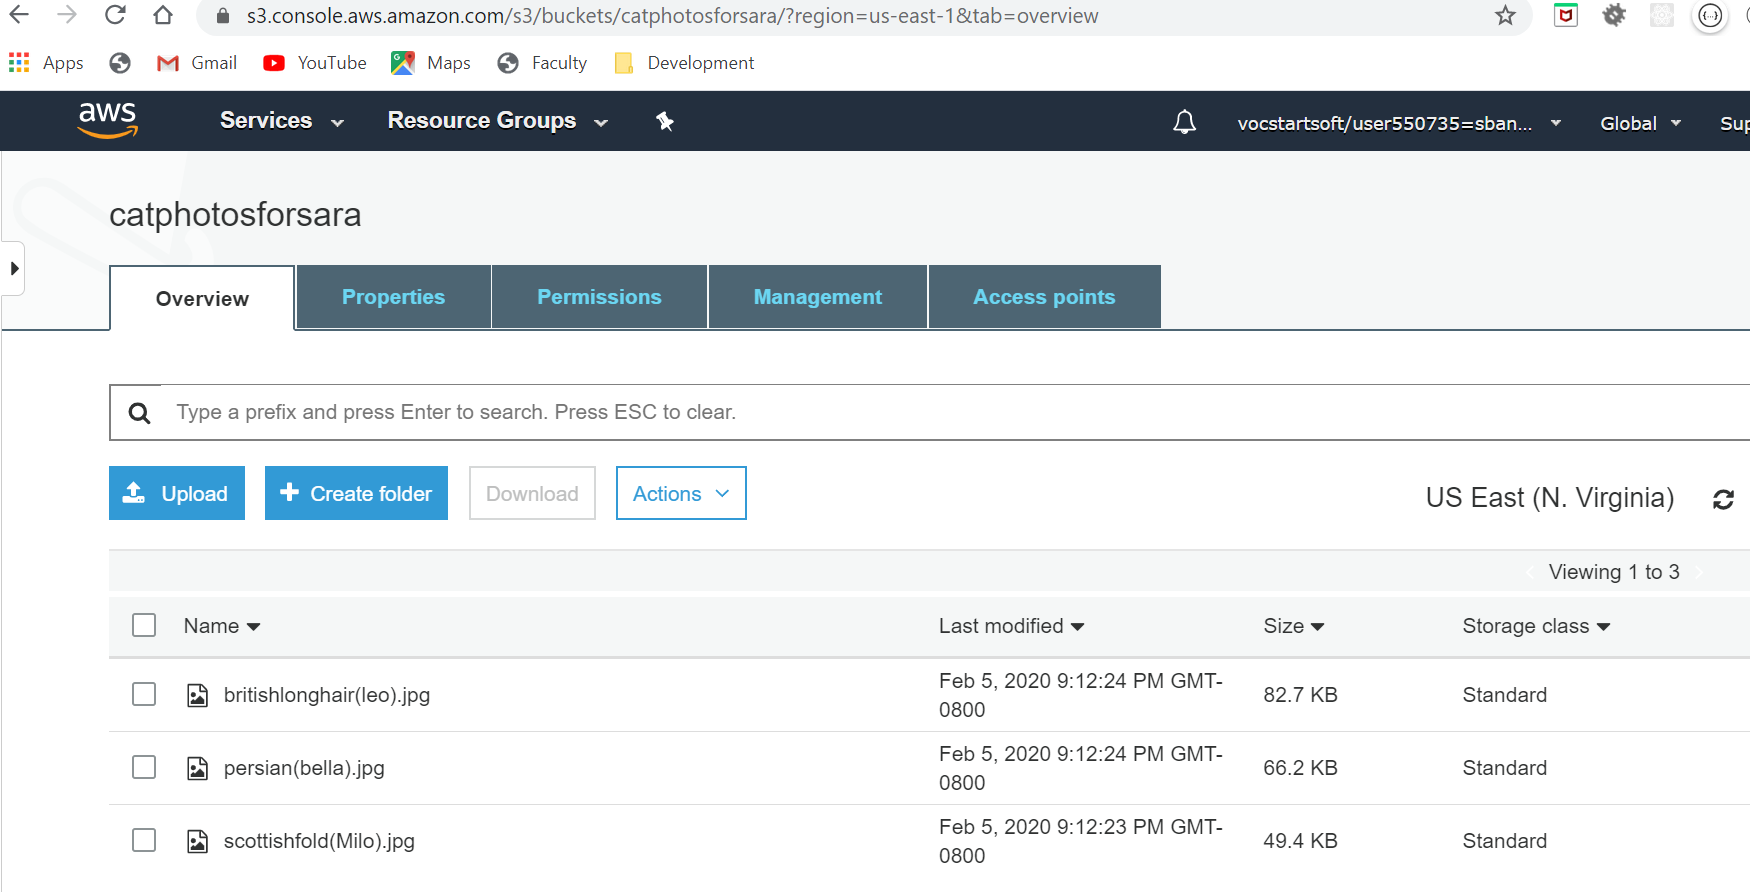 s3.console.aws.amazon.com/s3/buckets/catphotosforsara/?region=us-east-1&tab=overview
Apps Gmail YouTube Maps Faculty Development
aws Services Resource Groups vocstartsoft/user550735=sban... Global Sup
catphotosforsara
Overview Properties Permissions Management Access points
Type a prefix and press Enter to search. Press ESC to clear.
Upload Create folder Download Actions US East (N. Virginia)
Viewing 1 to 3
Name Last modified Size Storage class
britishlonghair(leo).jpg Feb 5, 2020 9:12:24 PM GMT-0800 82.7 KB Standard
persian(bella).jpg Feb 5, 2020 9:12:24 PM GMT-0800 66.2 KB Standard
scottishfold(Milo).jpg Feb 5, 2020 9:12:23 PM GMT-0800 49.4 KB Standard